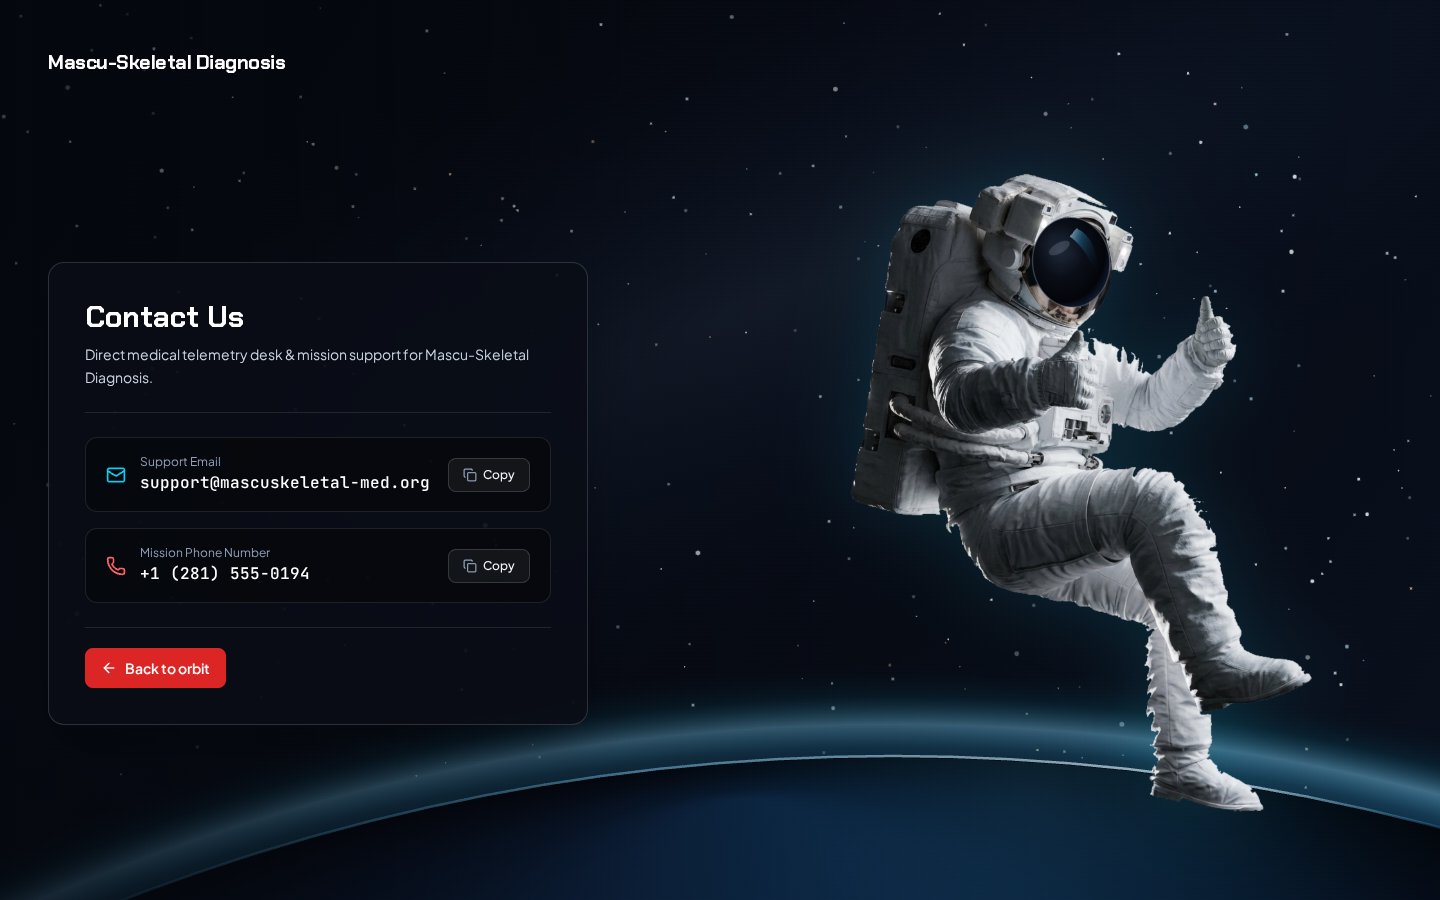 Mascu-Skeletal Diagnosis
Contact Us
Direct medical telemetry desk & mission support for Mascu-Skeletal
Diagnosis.
Support Email
support@mascuskeletal-med.org
Copy
Mission Phone Number
+1 (281) 555-0194
Copy
Back to orbit